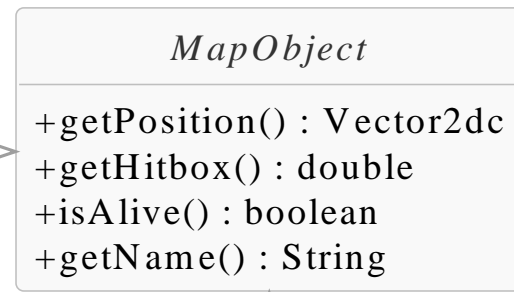 MapObject
+getPosition() : Vector2dc
+getHitbox() : double
+isAlive() : boolean
+getName() : String